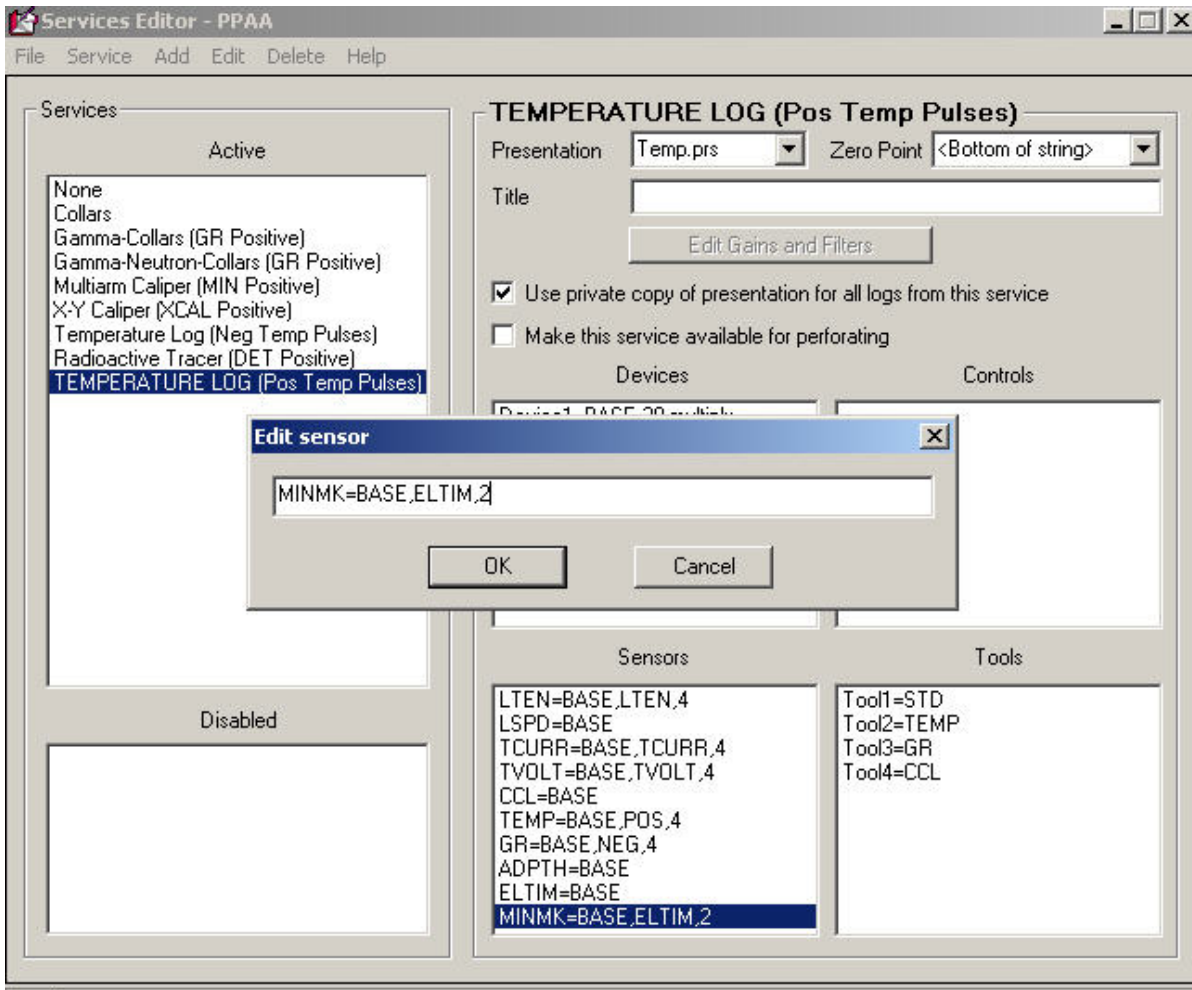 Services Editor - PPAA
File Service Add Edit Delete Help
Services
Active
None
Collars
Gamma-Collars (GR Positive)
Gamma-Neutron-Collars (GR Positive)
Multiarm Caliper (MIN Positive)
X-Y Caliper (XCAL Positive)
Temperature Log (Neg Temp Pulses)
Radioactive Tracer (DET Positive)
TEMPERATURE LOG (Pos Temp Pulses)
Disabled
TEMPERATURE LOG (Pos Temp Pulses)
Presentation Temp.prs Zero Point <Bottom of string>
Title
Edit Gains and Filters
Use private copy of presentation for all logs from this service
Make this service available for perforating
Devices
Controls
Edit sensor
MINMK=BASE,ELTIM,2
OK Cancel
Sensors
LTEN=BASE,LTEN,4
LSPD=BASE
TCURR=BASE,TCURR,4
TVOLT=BASE,TVOLT,4
CCL=BASE
TEMP=BASE,POS,4
GR=BASE,NEG,4
ADPTH=BASE
ELTIM=BASE
MINMK=BASE,ELTIM,2
Tools
Tool1=STD
Tool2=TEMP
Tool3=GR
Tool4=CCL